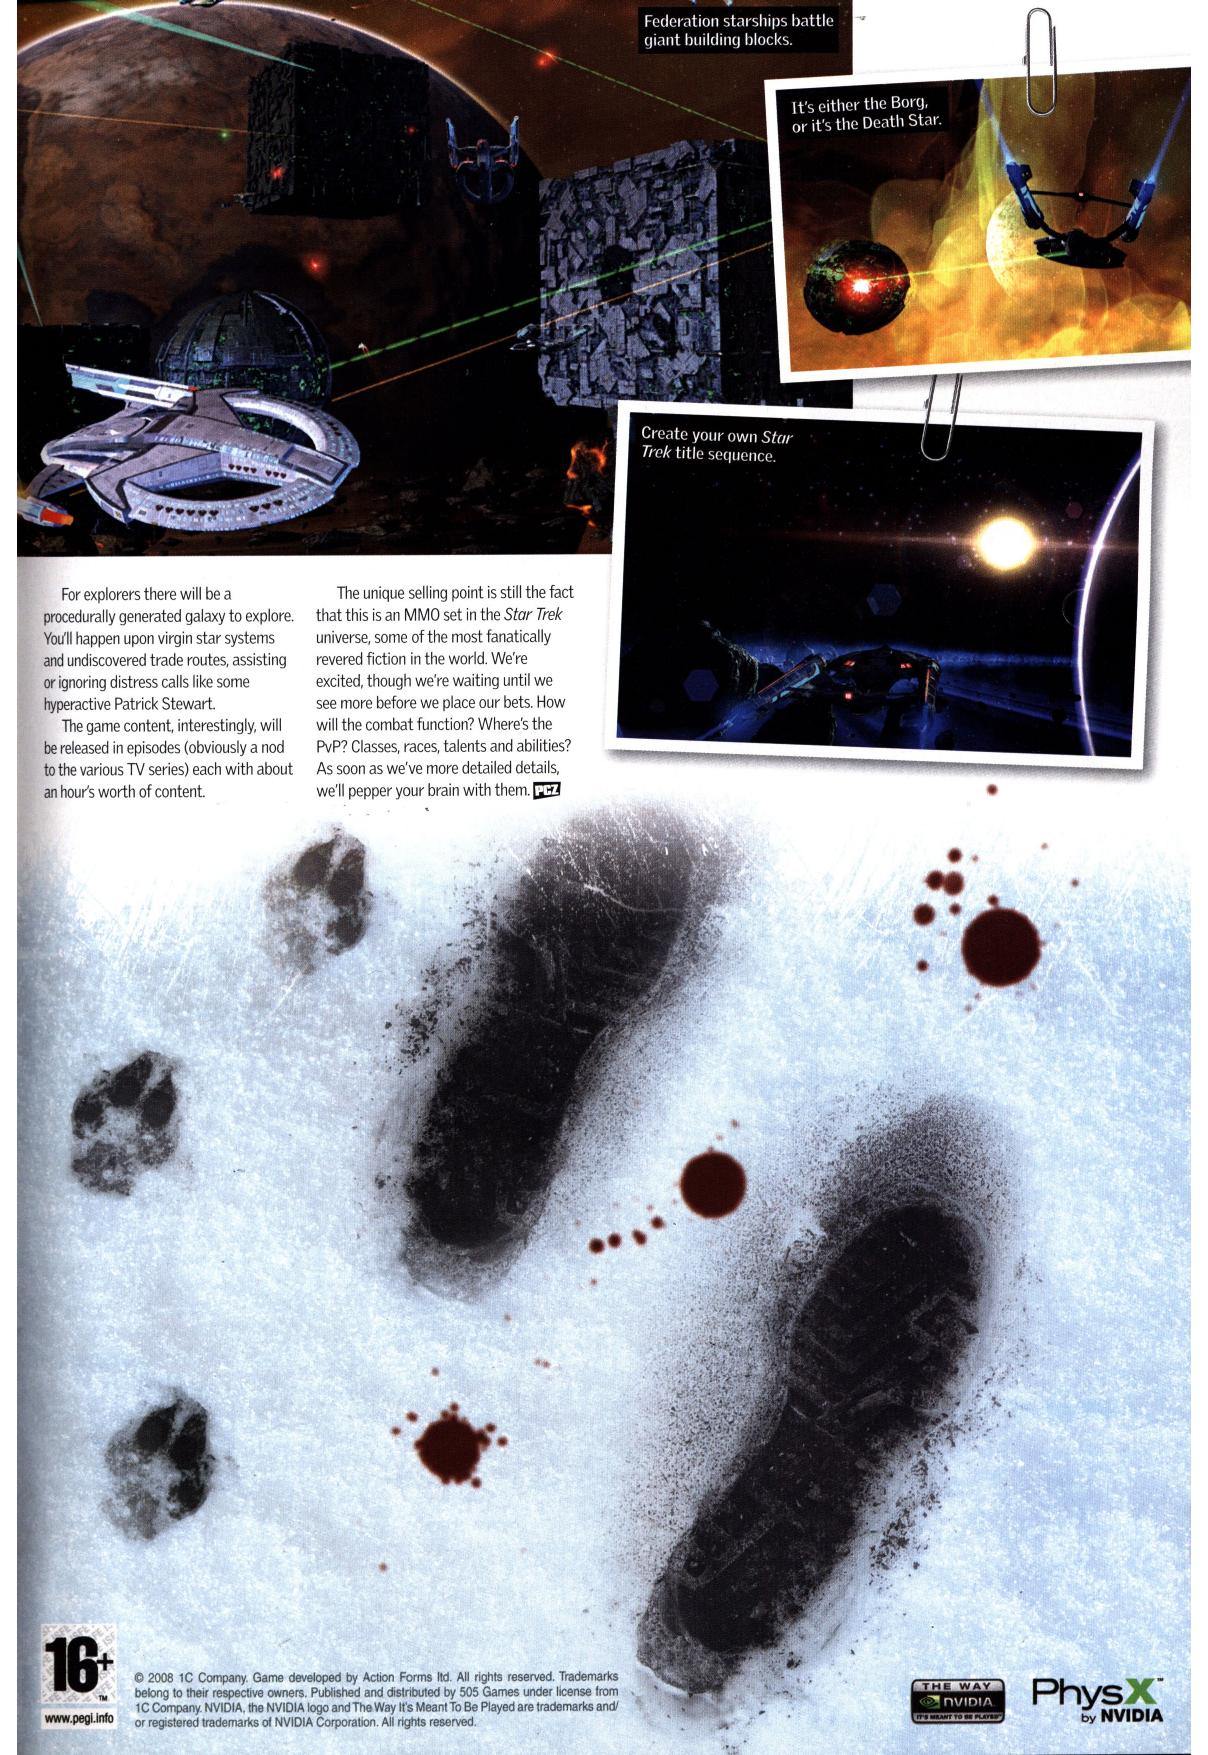 Federation starships battle
giant building blocks.
It's either the Borg,
or it's the Death Star.
Create your own Star
Trek title sequence.
For explorers there will be a
procedurally generated galaxy to explore.
You'll happen upon virgin star systems
and undiscovered trade routes, assisting
or ignoring distress calls like some
hyperactive Patrick Stewart.
The game content, interestingly, will
be released in episodes (obviously a nod
to the various TV series) each with about
an hour's worth of content.
The unique selling point is still the fact
that this is an MMO set in the Star Trek
universe, some of the most fanatically
revered fiction in the world. We're
excited, though we're waiting until we
see more before we place our bets. How
will the combat function? Where's the
PvP? Classes, races, talents and abilities?
As soon as we've more detailed details,
we'll pepper your brain with them. PCZ
16+
TM
www.pegi.info
© 2008 1C Company. Game developed by Action Forms ltd. All rights reserved. Trademarks
belong to their respective owners. Published and distributed by 505 Games under license from
1C Company. NVIDIA, the NVIDIA logo and The Way It's Meant To Be Played are trademarks and/
or registered trademarks of NVIDIA Corporation. All rights reserved.
THE WAY
NVIDIA
IT'S MEANT TO BE PLAYED
PhysX™
by NVIDIA